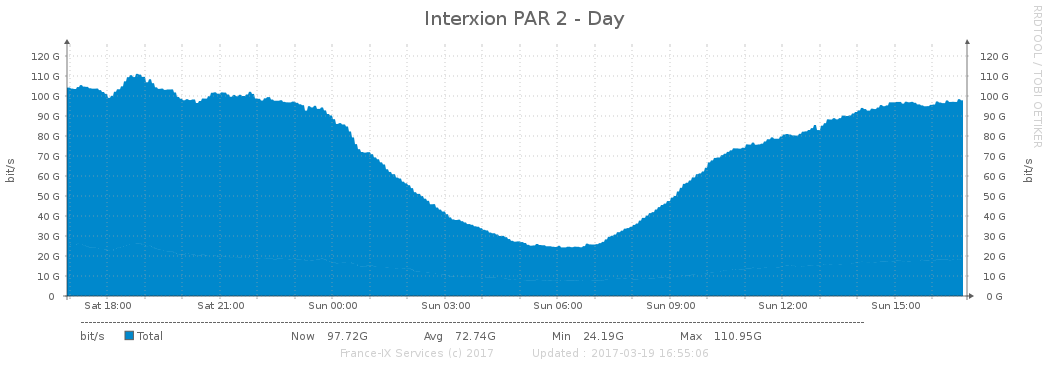 Interxion PAR 2 - Day
RRDTOOL / TOBI OETIKER
bit/s
120 G
110 G
100 G
90 G
80 G
70 G
60 G
50 G
40 G
30 G
20 G
10 G
0
120 G
110 G
100 G
90 G
80 G
70 G
60 G
50 G
40 G
30 G
20 G
10 G
0 G
bit/s
Sat 18:00 Sat 21:00 Sun 00:00 Sun 03:00 Sun 06:00 Sun 09:00 Sun 12:00 Sun 15:00
bit/s Total Now 97.72G Avg 72.74G Min 24.19G Max 110.95G
France-IX Services (c) 2017 Updated : 2017-03-19 16:55:06